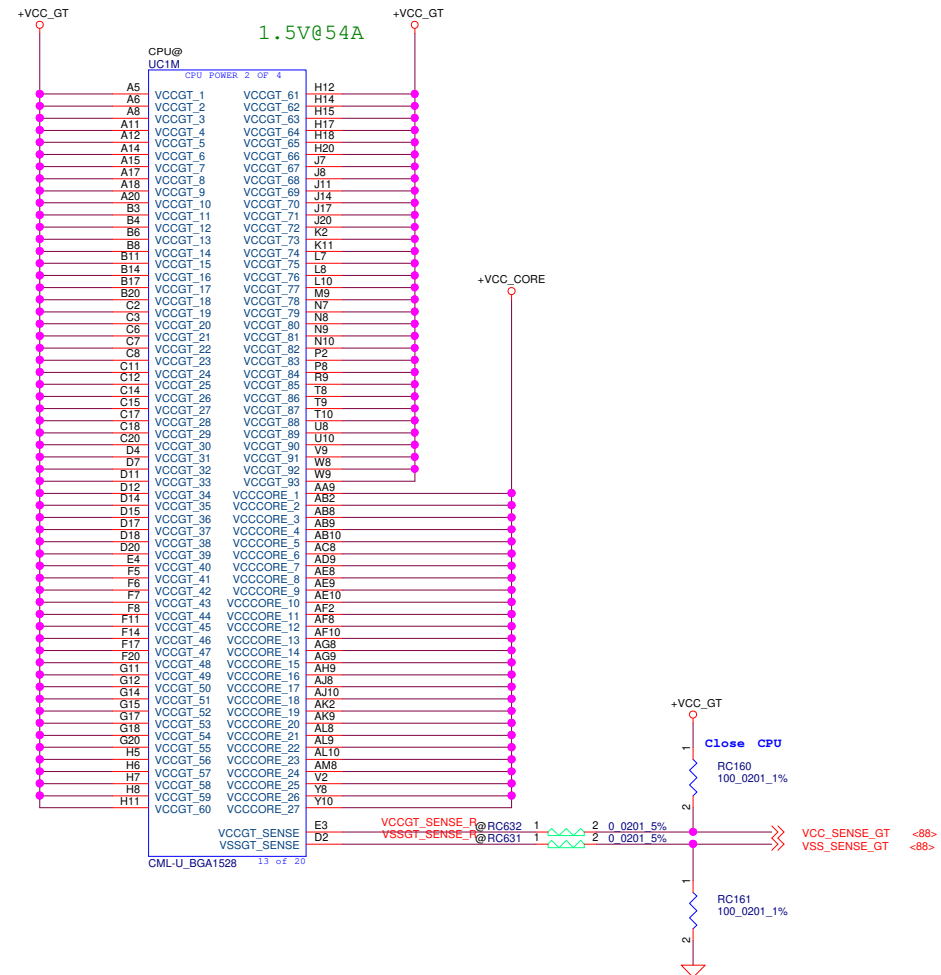 +VCC_GT +VCC_GT
1.5V@54A
CPU@
UC1M
CPU POWER 2 OF 4
A5 VCCGT_1 VCCGT_61 H12
A6 VCCGT_2 VCCGT_62 H14
A8 VCCGT_3 VCCGT_63 H15
A11 VCCGT_4 VCCGT_64 H17
A12 VCCGT_5 VCCGT_65 H18
A14 VCCGT_6 VCCGT_66 H20
A15 VCCGT_7 VCCGT_67 J7
A17 VCCGT_8 VCCGT_68 J8
A18 VCCGT_9 VCCGT_69 J11
A20 VCCGT_10 VCCGT_70 J14
B3 VCCGT_11 VCCGT_71 J17
B4 VCCGT_12 VCCGT_72 J20
B6 VCCGT_13 VCCGT_73 K2
B8 VCCGT_14 VCCGT_74 K11
B11 VCCGT_15 VCCGT_75 L7
B14 VCCGT_16 VCCGT_76 L8
B17 VCCGT_17 VCCGT_77 L10
B20 VCCGT_18 VCCGT_78 M9
C2 VCCGT_19 VCCGT_79 N7
C3 VCCGT_20 VCCGT_80 N8
C6 VCCGT_21 VCCGT_81 N9
C7 VCCGT_22 VCCGT_82 N10
C8 VCCGT_23 VCCGT_83 P2
C11 VCCGT_24 VCCGT_84 P8
C12 VCCGT_25 VCCGT_85 R9
C14 VCCGT_26 VCCGT_86 T8
C15 VCCGT_27 VCCGT_87 T9
C17 VCCGT_28 VCCGT_88 T10
C18 VCCGT_29 VCCGT_89 U8
C20 VCCGT_30 VCCGT_90 U10
D4 VCCGT_31 VCCGT_91 V9
D7 VCCGT_32 VCCGT_92 W8
D11 VCCGT_33 VCCGT_93 W9
+VCC_CORE
D12 VCCGT_34 VCCCORE_1 AA9
D14 VCCGT_35 VCCCORE_2 AB2
D15 VCCGT_36 VCCCORE_3 AB8
D17 VCCGT_37 VCCCORE_4 AB9
D18 VCCGT_38 VCCCORE_5 AB10
D20 VCCGT_39 VCCCORE_6 AC8
E4 VCCGT_40 VCCCORE_7 AD9
F5 VCCGT_41 VCCCORE_8 AE8
F6 VCCGT_42 VCCCORE_9 AE9
F7 VCCGT_43 VCCCORE_10 AE10
F8 VCCGT_44 VCCCORE_11 AF2
F11 VCCGT_45 VCCCORE_12 AF8
F14 VCCGT_46 VCCCORE_13 AF10
F17 VCCGT_47 VCCCORE_14 AG8
F20 VCCGT_48 VCCCORE_15 AG9
G11 VCCGT_49 VCCCORE_16 AH9
G12 VCCGT_50 VCCCORE_17 AJ8
G14 VCCGT_51 VCCCORE_18 AJ10
G15 VCCGT_52 VCCCORE_19 AK2
G17 VCCGT_53 VCCCORE_20 AK9
G18 VCCGT_54 VCCCORE_21 AL8
G20 VCCGT_55 VCCCORE_22 AL9
H5 VCCGT_56 VCCCORE_23 AL10
H6 VCCGT_57 VCCCORE_24 AM8
H7 VCCGT_58 VCCCORE_25 V2
H8 VCCGT_59 VCCCORE_26 Y8
H11 VCCGT_60 VCCCORE_27 Y10
+VCC_GT
1
Close CPU
RC160
100_0201_1%
2
VCCGT_SENSE E3 VCCGT_SENSE_R @RC632 1 2 0_0201_5% VCC_SENSE_GT <88>
VSSGT_SENSE D2 VSSGT_SENSE_R @RC631 1 2 0_0201_5% VSS_SENSE_GT <88>
CML-U_BGA1528 13 of 20
1
RC161
100_0201_1%
2